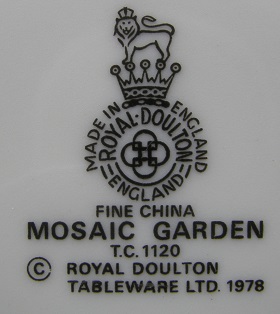 MADE IN ENGLAND
ROYAL·DOULTON
ENGLAND
FINE CHINA
MOSAIC GARDEN
T.C. 1120
© ROYAL DOULTON
TABLEWARE LTD. 1978